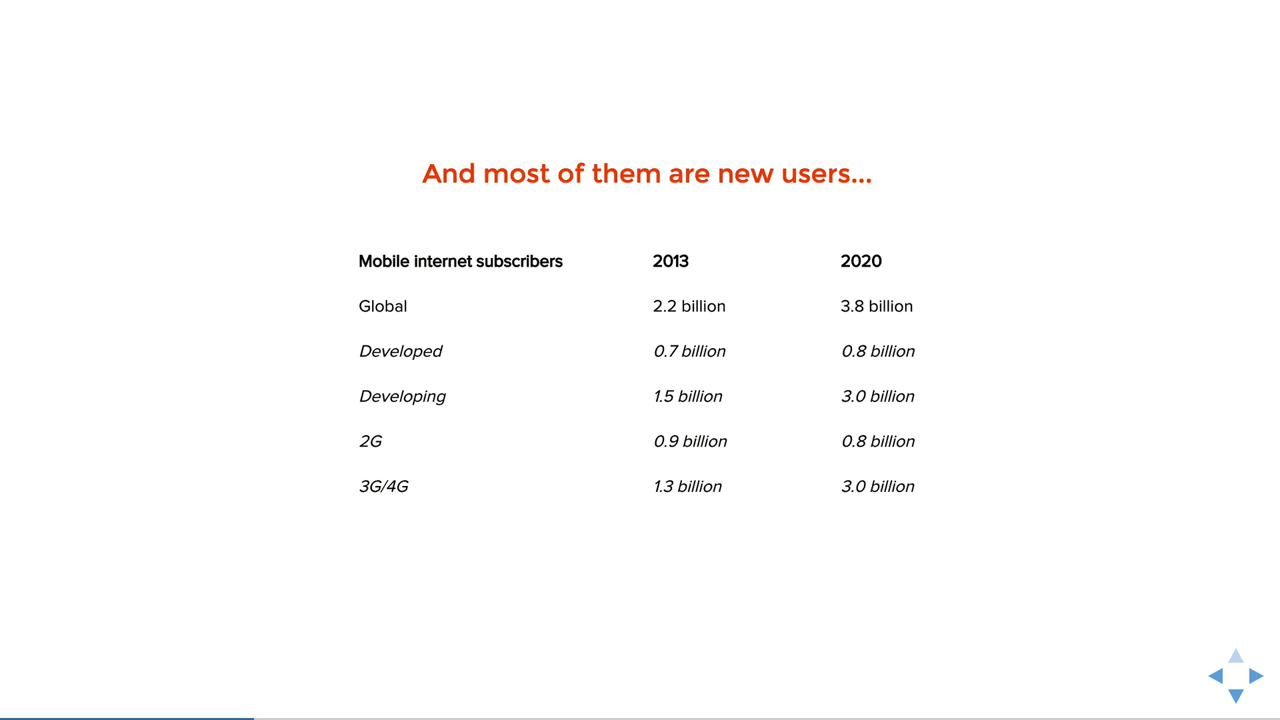 And most of them are new users...
Mobile internet subscribers 2013 2020
Global 2.2 billion 3.8 billion
Developed 0.7 billion 0.8 billion
Developing 1.5 billion 3.0 billion
2G 0.9 billion 0.8 billion
3G/4G 1.3 billion 3.0 billion